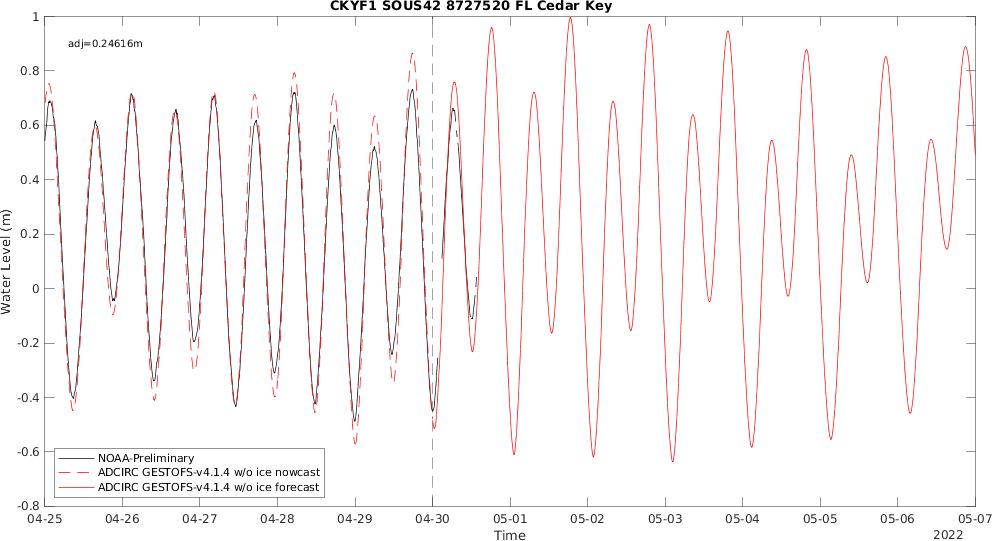 CKYF1 SOUS42 8727520 FL Cedar Key
adj=0.24616m
1
0.8
0.6
0.4
0.2
0
-0.2
-0.4
-0.6
-0.8
Water Level (m)
NOAA-Preliminary
ADCIRC GESTOFS-v4.1.4 w/o ice nowcast
ADCIRC GESTOFS-v4.1.4 w/o ice forecast
04-25 04-26 04-27 04-28 04-29 04-30 05-01 05-02 05-03 05-04 05-05 05-06 05-07
Time
2022